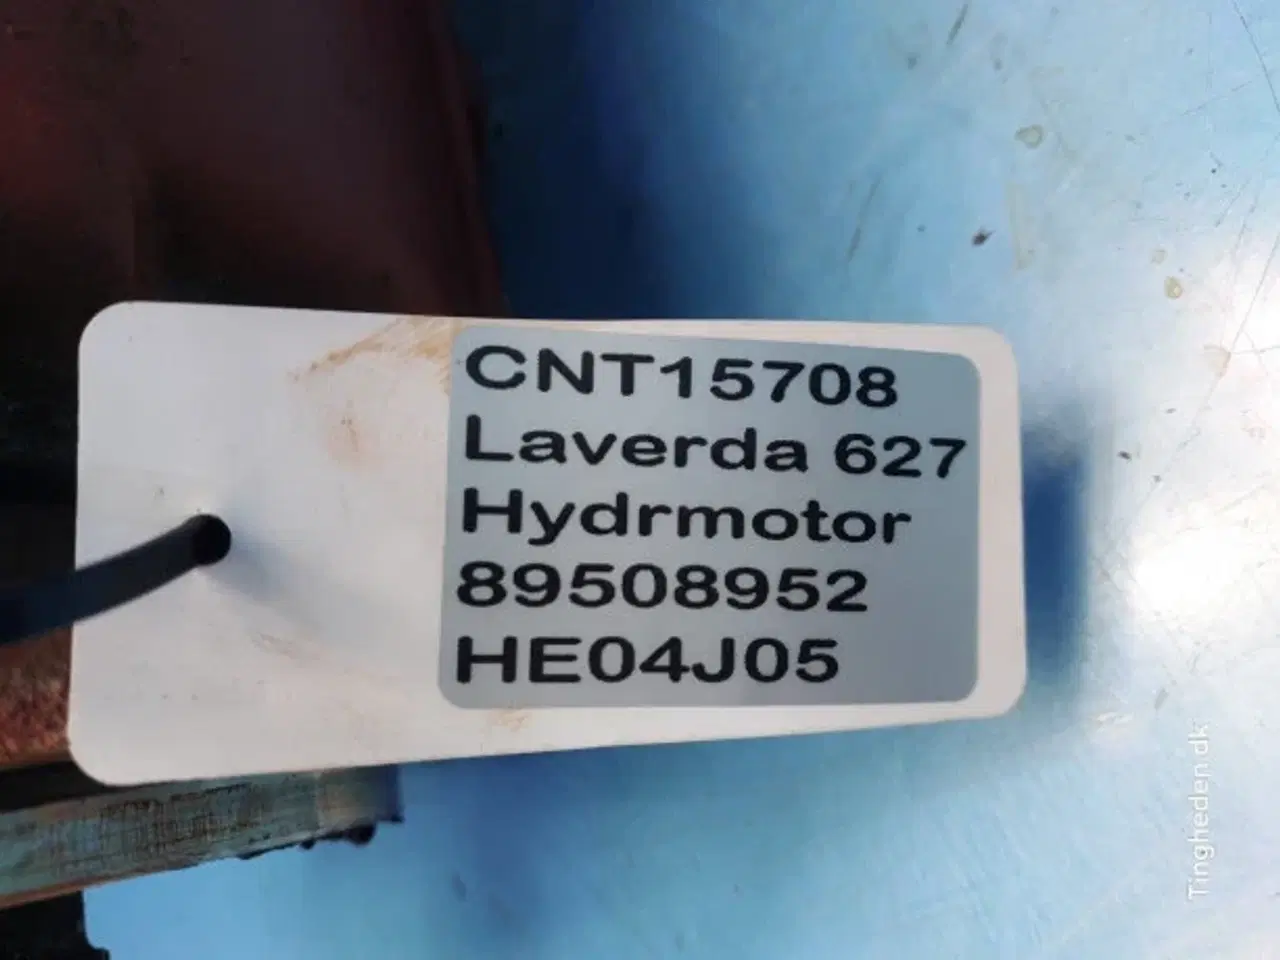 CNT15708
Laverda 627
Hydrmotor
89508952
HE04J05
Tingheden.dk